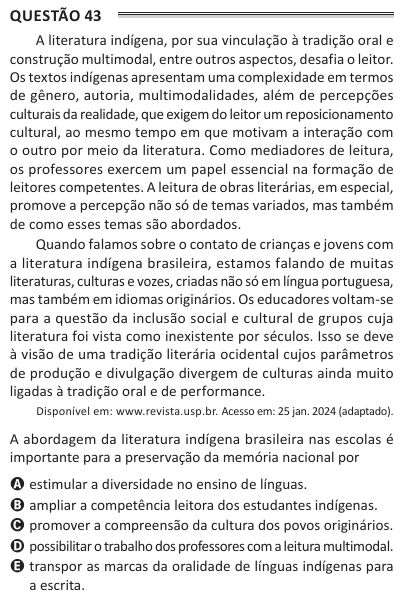 QUESTÃO 43
A literatura indígena, por sua vinculação à tradição oral e
construção multimodal, entre outros aspectos, desafia o leitor.
Os textos indígenas apresentam uma complexidade em termos
de gênero, autoria, multimodalidades, além de percepções
culturais da realidade, que exigem do leitor um reposicionamento
cultural, ao mesmo tempo em que motivam a interação com
o outro por meio da literatura. Como mediadores de leitura,
os professores exercem um papel essencial na formação de
leitores competentes. A leitura de obras literárias, em especial,
promove a percepção não só de temas variados, mas também
de como esses temas são abordados.
Quando falamos sobre o contato de crianças e jovens com
a literatura indígena brasileira, estamos falando de muitas
literaturas, culturas e vozes, criadas não só em língua portuguesa,
mas também em idiomas originários. Os educadores voltam-se
para a questão da inclusão social e cultural de grupos cuja
literatura foi vista como inexistente por séculos. Isso se deve
à visão de uma tradição literária ocidental cujos parâmetros
de produção e divulgação divergem de culturas ainda muito
ligadas à tradição oral e de performance.
Disponível em: www.revista.usp.br. Acesso em: 25 jan. 2024 (adaptado).
A abordagem da literatura indígena brasileira nas escolas é
importante para a preservação da memória nacional por
A estimular a diversidade no ensino de línguas.
B ampliar a competência leitora dos estudantes indígenas.
C promover a compreensão da cultura dos povos originários.
D possibilitar o trabalho dos professores com a leitura multimodal.
E transpor as marcas da oralidade de línguas indígenas para
a escrita.